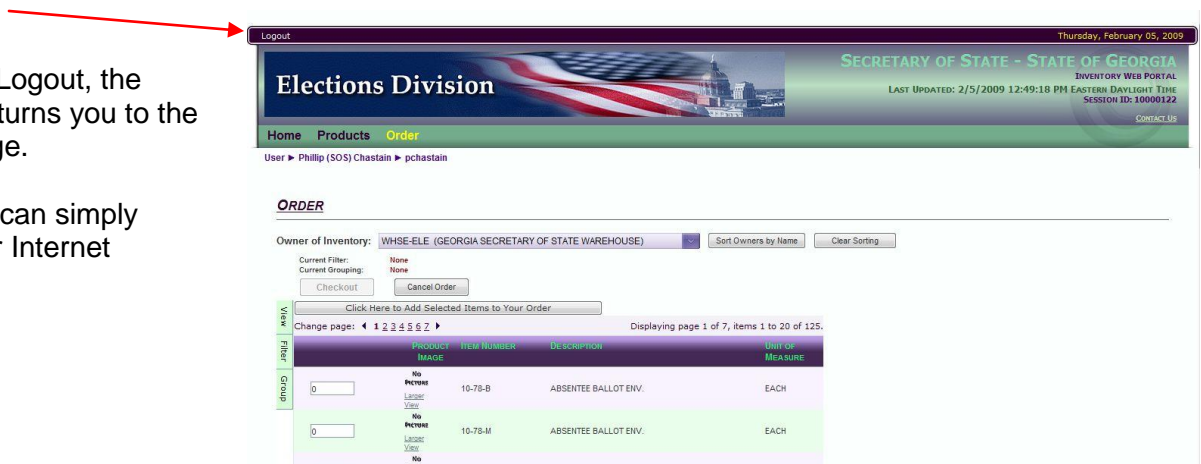 Logout, the
turns you to the
ge.
can simply
r Internet
Logout
Thursday, February 05, 2009
Elections Division
SECRETARY OF STATE - STATE OF GEORGIA
INVENTORY WEB PORTAL
LAST UPDATED: 2/5/2009 12:49:18 PM EASTERN DAYLIGHT TIME
SESSION ID: 10000122
CONTACT US
Home Products Order
User ► Phillip (SOS) Chastain ► pchastain
ORDER
Owner of Inventory: WHSE-ELE (GEORGIA SECRETARY OF STATE WAREHOUSE) Sort Owners by Name Clear Sorting
Current Filter: None
Current Grouping: None
Checkout Cancel Order
Click Here to Add Selected Items to Your Order
View
Filter
Group
Change page: 1 2 3 4 5 6 7 Displaying page 1 of 7, items 1 to 20 of 125.
PRODUCT IMAGE ITEM NUMBER DESCRIPTION UNIT OF MEASURE
0 No PICTURE Larger View 10-78-B ABSENTEE BALLOT ENV. EACH
0 No PICTURE Larger View 10-78-M ABSENTEE BALLOT ENV. EACH
No